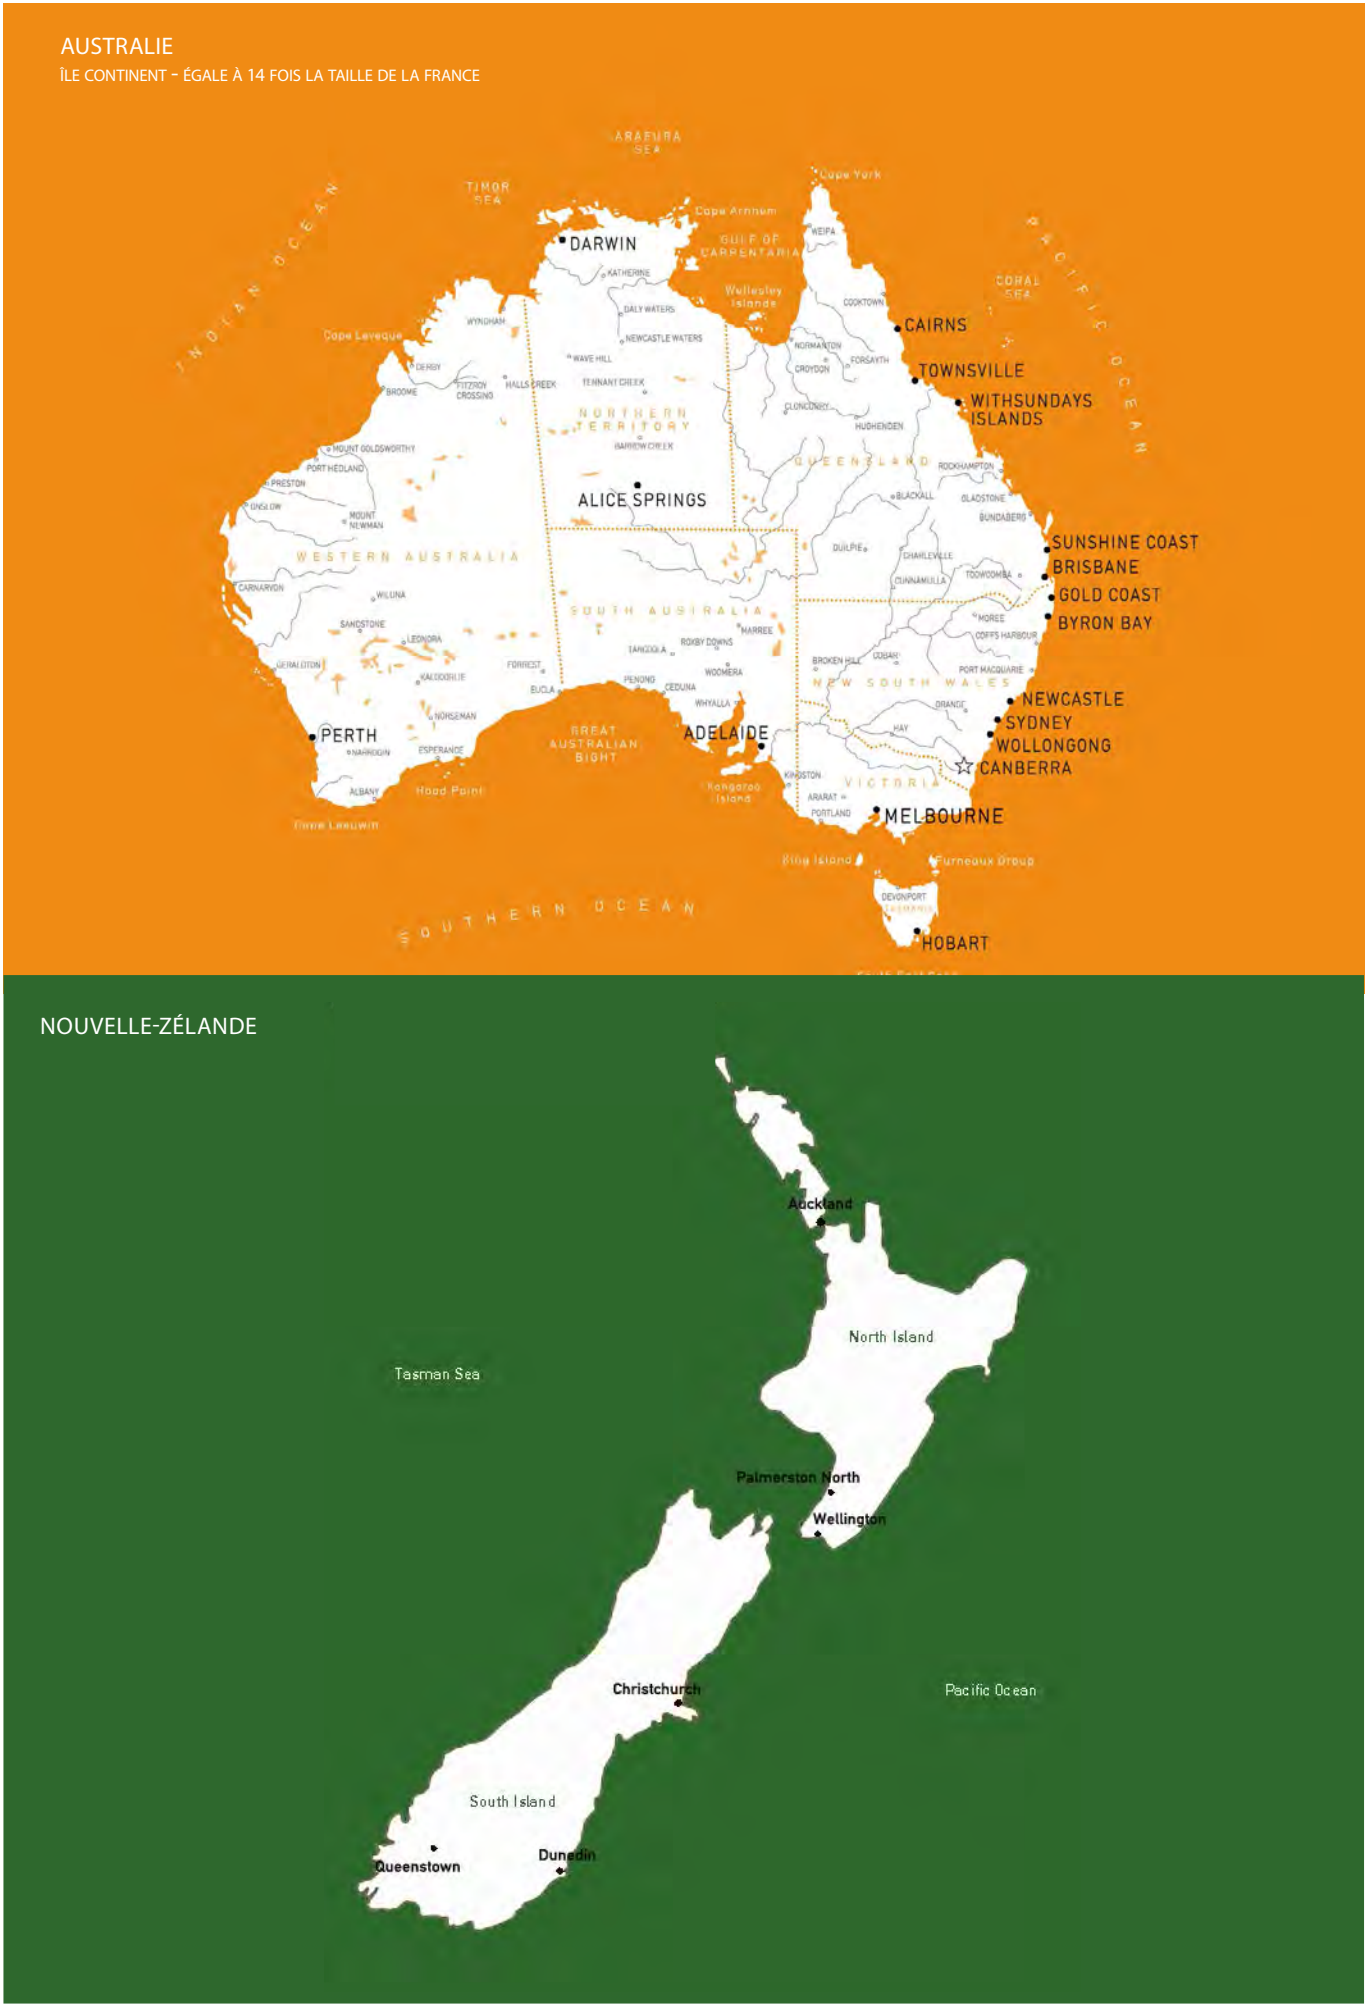 AUSTRALIE
ÎLE CONTINENT - ÉGALE À 14 FOIS LA TAILLE DE LA FRANCE
ARAFURA
SEA
TIMOR
SEA
INDIAN OCEAN
PACIFIC OCEAN
CORAL
SEA
Cape York
Cape Arnhem
GULF OF
CARPENTARIA
WEIPA
DARWIN
KATHERINE
Wellesley
Islands
COOKTOWN
DALY WATERS
WYNDHAM
CAIRNS
Cape Leveque
NEWCASTLE WATERS
NORMANTON
WAVE HILL
FORSAYTH
DERBY
CROYDON
TOWNSVILLE
BROOME
FITZROY
CROSSING
HALLS CREEK
TENNANT CREEK
WITHSUNDAYS
ISLANDS
CLONCURRY
HUGHENDEN
NORTHERN
TERRITORY
BARROW CREEK
MOUNT GOLDSWORTHY
PORT HEDLAND
QUEENSLAND
ROCKHAMPTON
PRESTON
ALICE SPRINGS
BLACKALL
GLADSTONE
ONSLOW
MOUNT
NEWMAN
BUNDABERG
SUNSHINE COAST
WESTERN AUSTRALIA
QUILPIE
CHARLEVILLE
BRISBANE
TOOWOOMBA
CUNNAMULLA
CARNARVON
WILUNA
GOLD COAST
SOUTH AUSTRALIA
MOREE
BYRON BAY
SANDSTONE
MARREE
COFFS HARBOUR
LEONORA
ROXBY DOWNS
TARCOOLA
COBAR
BROKEN HILL
GERALDTON
FORREST
PORT MACQUARIE
WOOMERA
KALGOORLIE
PENONG
CEDUNA
NEW SOUTH WALES
EUCLA
NEWCASTLE
WHYALLA
ORANGE
NORSEMAN
SYDNEY
HAY
PERTH
GREAT
AUSTRALIAN
BIGHT
ADELAIDE
WOLLONGONG
NARROGIN
ESPERANCE
CANBERRA
KINGSTON
VICTORIA
Kangaroo
Island
Hood Point
ALBANY
ARARAT
PORTLAND
MELBOURNE
Cape Leeuwin
King Island
Furneaux Group
DEVONPORT
TASMANIA
SOUTHERN OCEAN
HOBART
NOUVELLE-ZÉLANDE
Auckland
North Island
Tasman Sea
Palmerston North
Wellington
Christchurch
Pacific Ocean
South Island
Dunedin
Queenstown